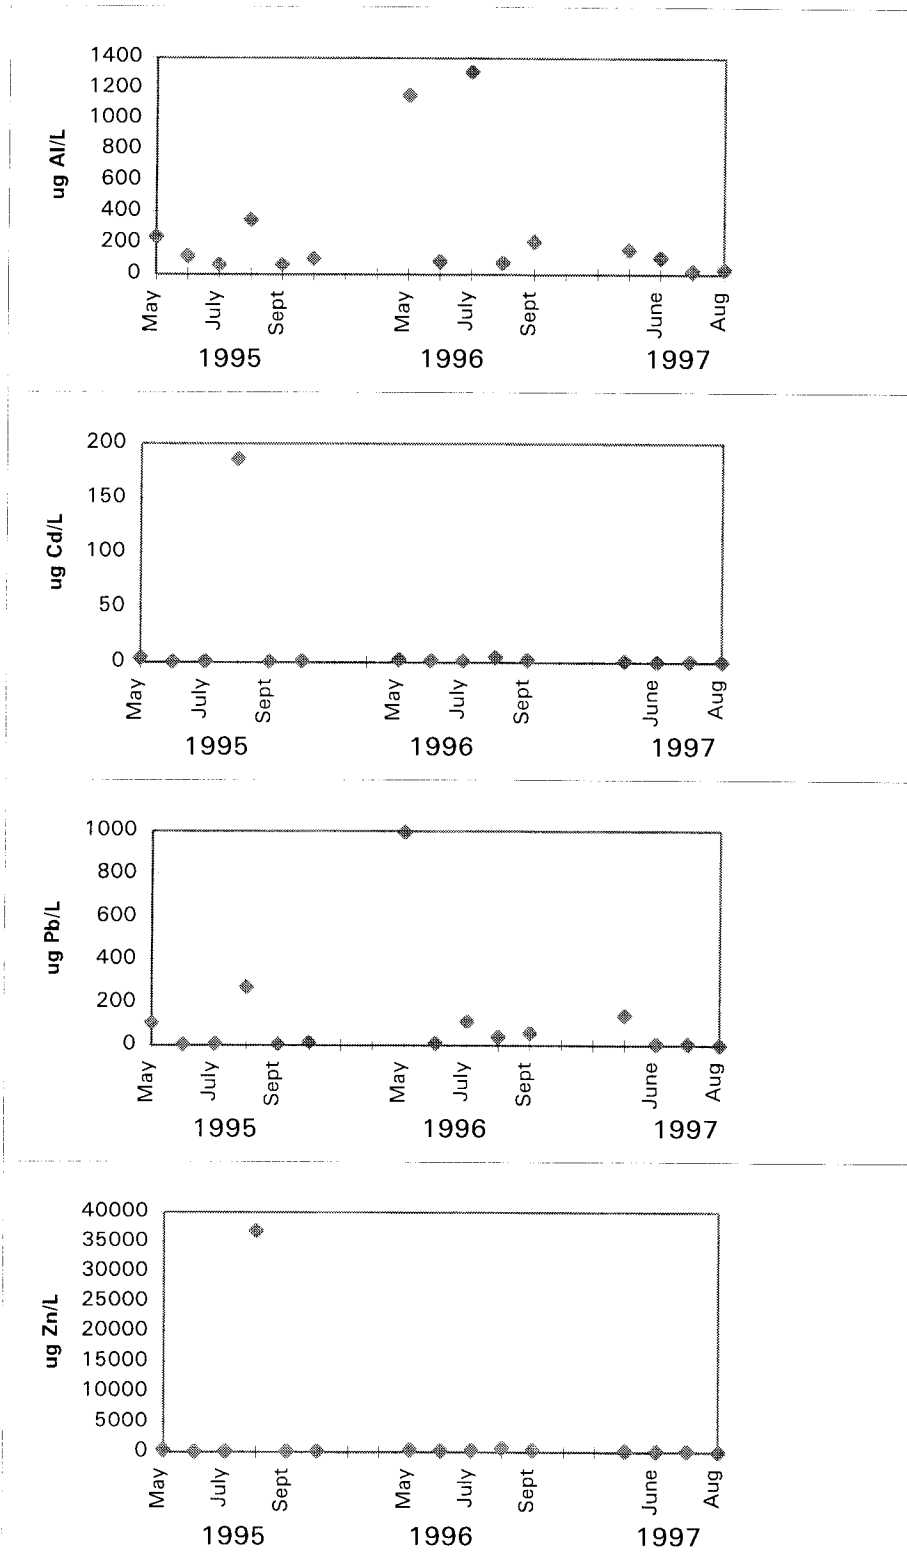 1400
1200
1000
800
600
400
200
0
ug Al/L
May
July
Sept
May
July
Sept
June
Aug
1995
1996
1997
200
150
100
50
0
ug Cd/L
May
July
Sept
May
July
Sept
June
Aug
1995
1996
1997
1000
800
600
400
200
0
ug Pb/L
May
July
Sept
May
July
Sept
June
Aug
1995
1996
1997
40000
35000
30000
25000
20000
15000
10000
5000
0
ug Zn/L
May
July
Sept
May
July
Sept
June
Aug
1995
1996
1997